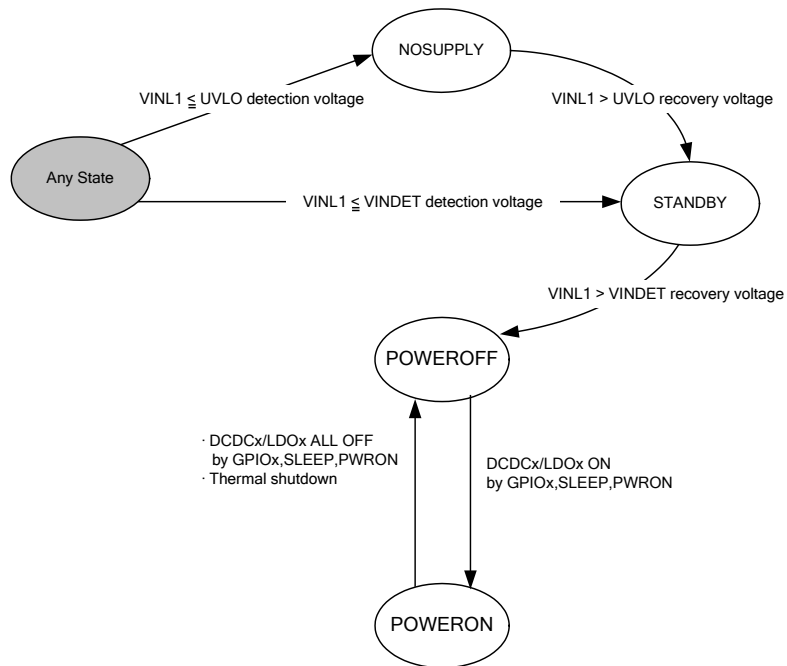 NOSUPPLY
VINL1 ≦ UVLO detection voltage
VINL1 > UVLO recovery voltage
Any State
VINL1 ≦ VINDET detection voltage
STANDBY
VINL1 > VINDET recovery voltage
POWEROFF
· DCDCx/LDOx ALL OFF
by GPIOx,SLEEP,PWRON
· Thermal shutdown
DCDCx/LDOx ON
by GPIOx,SLEEP,PWRON
POWERON